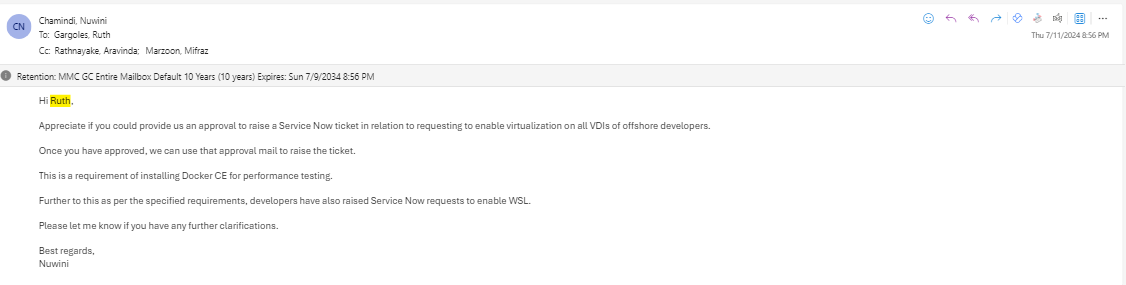 CN
Chamindi, Nuwini
To: Gargoles, Ruth
Cc: Rathnayake, Aravinda; Marzoon, Mifraz
Thu 7/11/2024 8:56 PM
Retention: MMC GC Entire Mailbox Default 10 Years (10 years) Expires: Sun 7/9/2034 8:56 PM
Hi Ruth,
Appreciate if you could provide us an approval to raise a Service Now ticket in relation to requesting to enable virtualization on all VDIs of offshore developers.
Once you have approved, we can use that approval mail to raise the ticket.
This is a requirement of installing Docker CE for performance testing.
Further to this as per the specified requirements, developers have also raised Service Now requests to enable WSL.
Please let me know if you have any further clarifications.
Best regards,
Nuwini